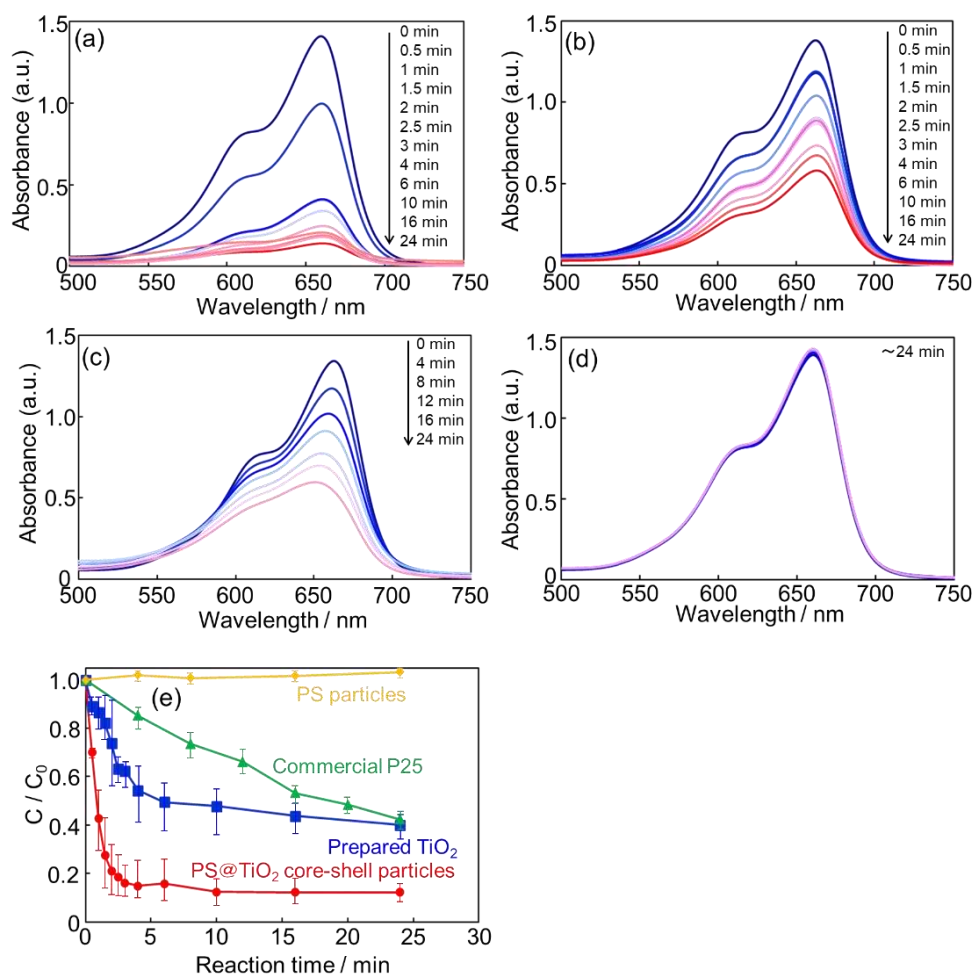 (a)
0 min
0.5 min
1 min
1.5 min
2 min
2.5 min
3 min
4 min
6 min
10 min
16 min
24 min
Absorbance (a.u.)
1.5
1.0
0.5
0
500 550 600 650 700 750
Wavelength / nm
(b)
0 min
0.5 min
1 min
1.5 min
2 min
2.5 min
3 min
4 min
6 min
10 min
16 min
24 min
Absorbance (a.u.)
1.5
1.0
0.5
0
500 550 600 650 700 750
Wavelength / nm
(c)
0 min
4 min
8 min
12 min
16 min
24 min
Absorbance (a.u.)
1.5
1.0
0.5
0
500 550 600 650 700 750
Wavelength / nm
(d)
~24 min
Absorbance (a.u.)
1.5
1.0
0.5
0
500 550 600 650 700 750
Wavelength / nm
(e)
PS particles
Commercial P25
Prepared TiO₂
PS@TiO₂ core-shell particles
C / C₀
1.0
0.8
0.6
0.4
0.2
0
0 5 10 15 20 25 30
Reaction time / min